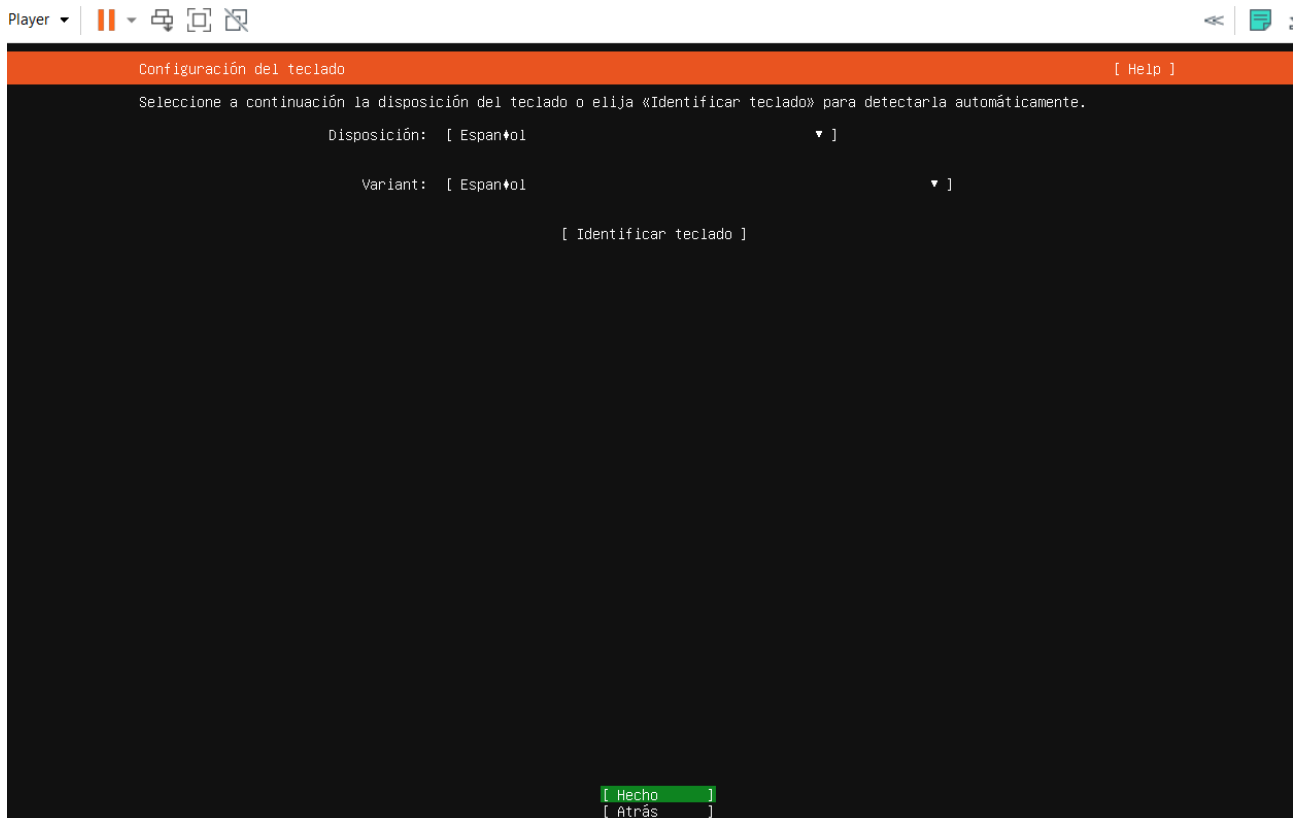 Player
Configuración del teclado [ Help ]
Seleccione a continuación la disposición del teclado o elija «Identificar teclado» para detectarla automáticamente.
Disposición: [ Espan♦ol ▾ ]
Variant: [ Espan♦ol ▾ ]
[ Identificar teclado ]
[ Hecho ]
[ Atrás ]